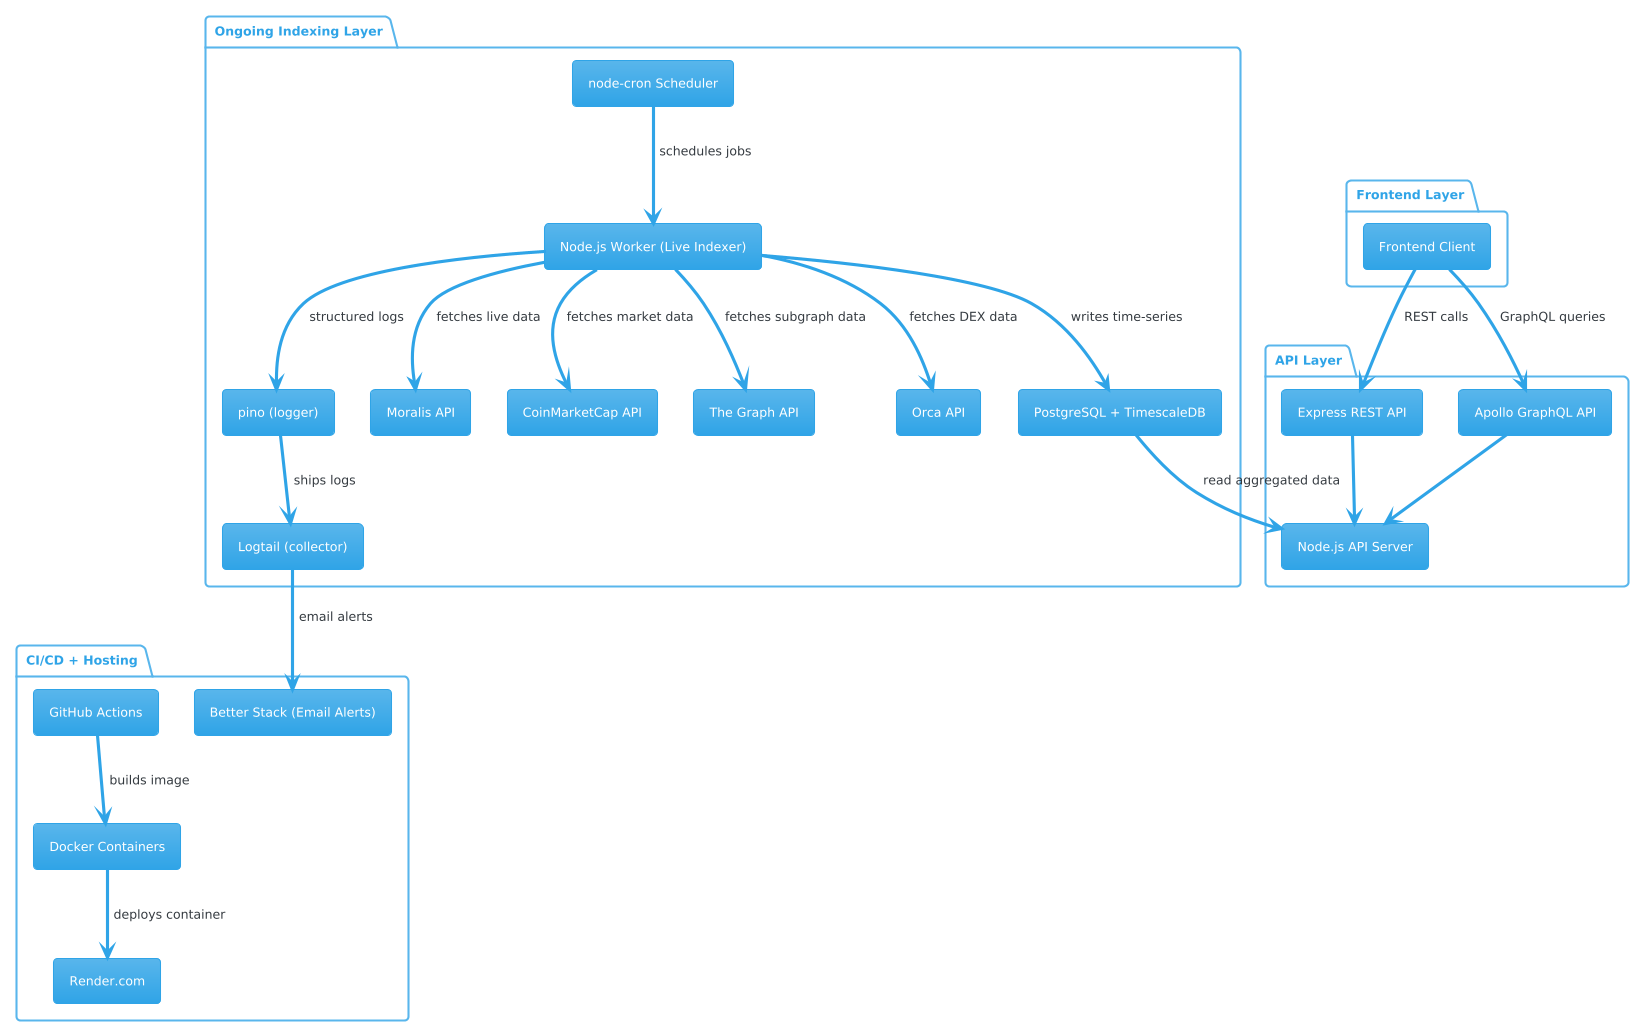 Ongoing Indexing Layer
node-cron Scheduler
schedules jobs
Node.js Worker (Live Indexer)
structured logs
fetches live data
fetches market data
fetches subgraph data
fetches DEX data
writes time-series
pino (logger)
Moralis API
CoinMarketCap API
The Graph API
Orca API
PostgreSQL + TimescaleDB
ships logs
read aggregated data
Logtail (collector)
email alerts
Frontend Layer
Frontend Client
REST calls
GraphQL queries
API Layer
Express REST API
Apollo GraphQL API
Node.js API Server
CI/CD + Hosting
GitHub Actions
Better Stack (Email Alerts)
builds image
Docker Containers
deploys container
Render.com